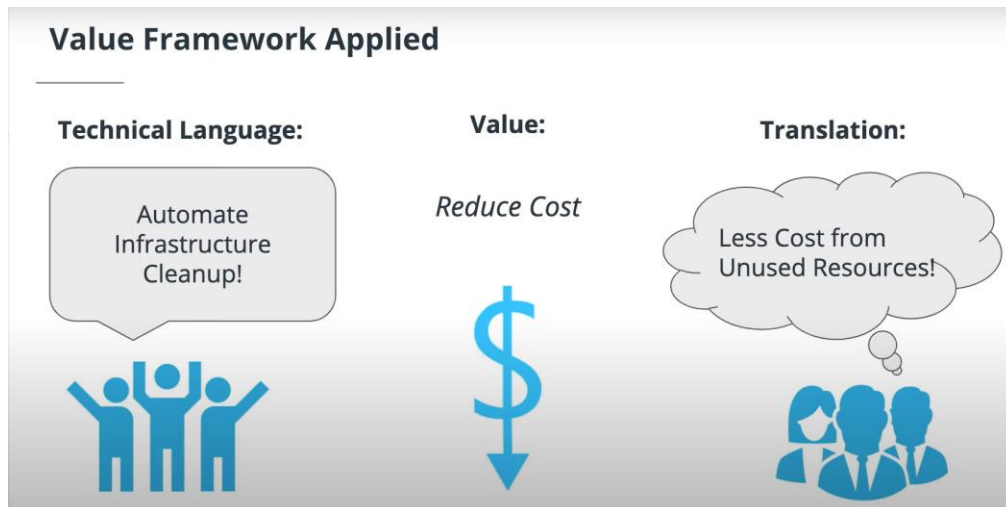 Value Framework Applied
Technical Language:
Value:
Translation:
Automate
Infrastructure
Cleanup!
Reduce Cost
Less Cost from
Unused Resources!
$